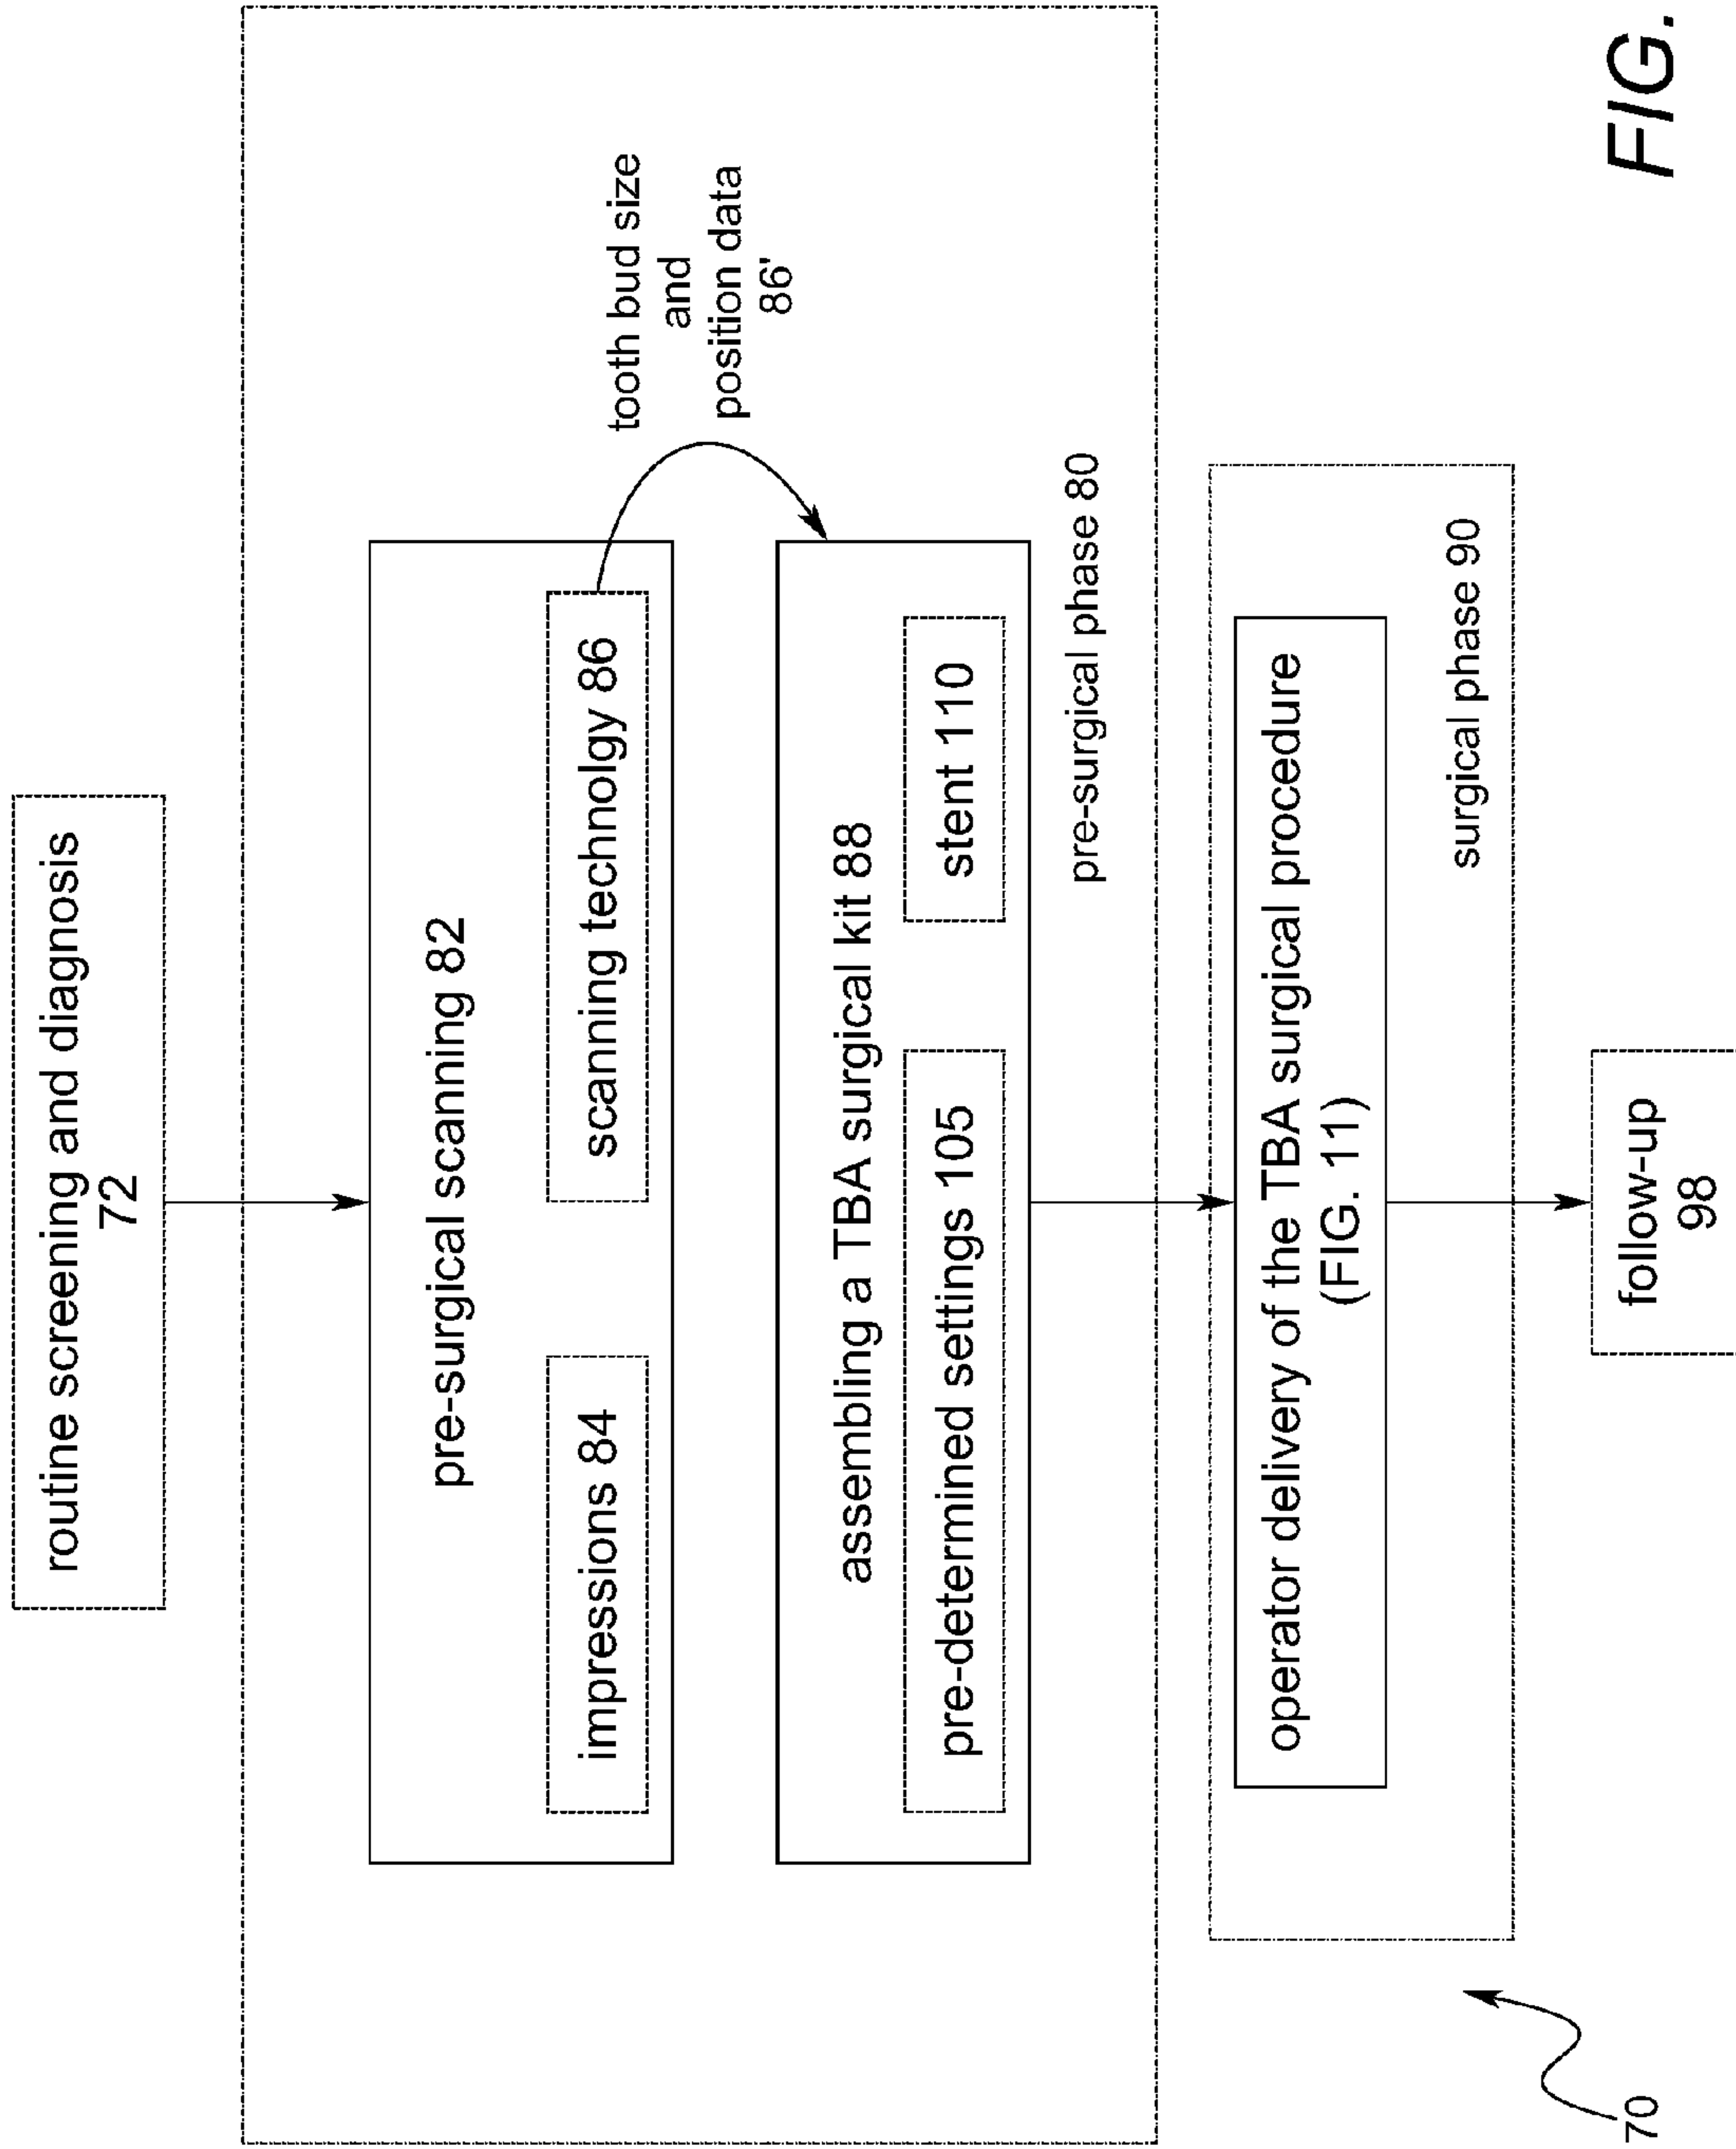 routine screening and diagnosis
72
pre-surgical scanning 82
impressions 84
scanning technology 86
tooth bud size
and
position data
86'
assembling a TBA surgical kit 88
pre-determined settings 105
stent 110
pre-surgical phase 80
operator delivery of the TBA surgical procedure
(FIG. 11)
surgical phase 90
follow-up
98
70
FIG.